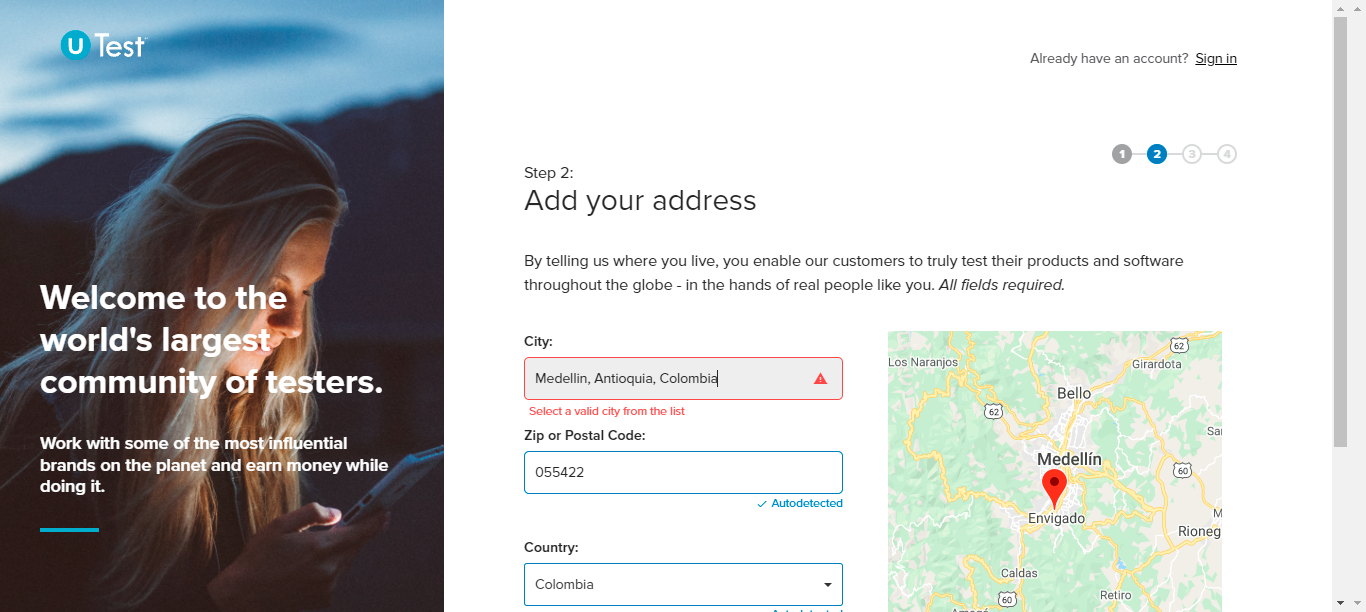 U Test
Already have an account? Sign in
1 2 3 4
Step 2:
Add your address
By telling us where you live, you enable our customers to truly test their products and software
throughout the globe - in the hands of real people like you. All fields required.
Welcome to the
world's largest
community of testers.
Work with some of the most influential
brands on the planet and earn money while
doing it.
City:
Medellin, Antioquia, Colombia
Select a valid city from the list
Zip or Postal Code:
055422
Autodetected
Country:
Colombia
62
Los Naranjos
Girardota
Bello
62
Medellín
60
Envigado
Rioneg
Caldas
60
Retiro